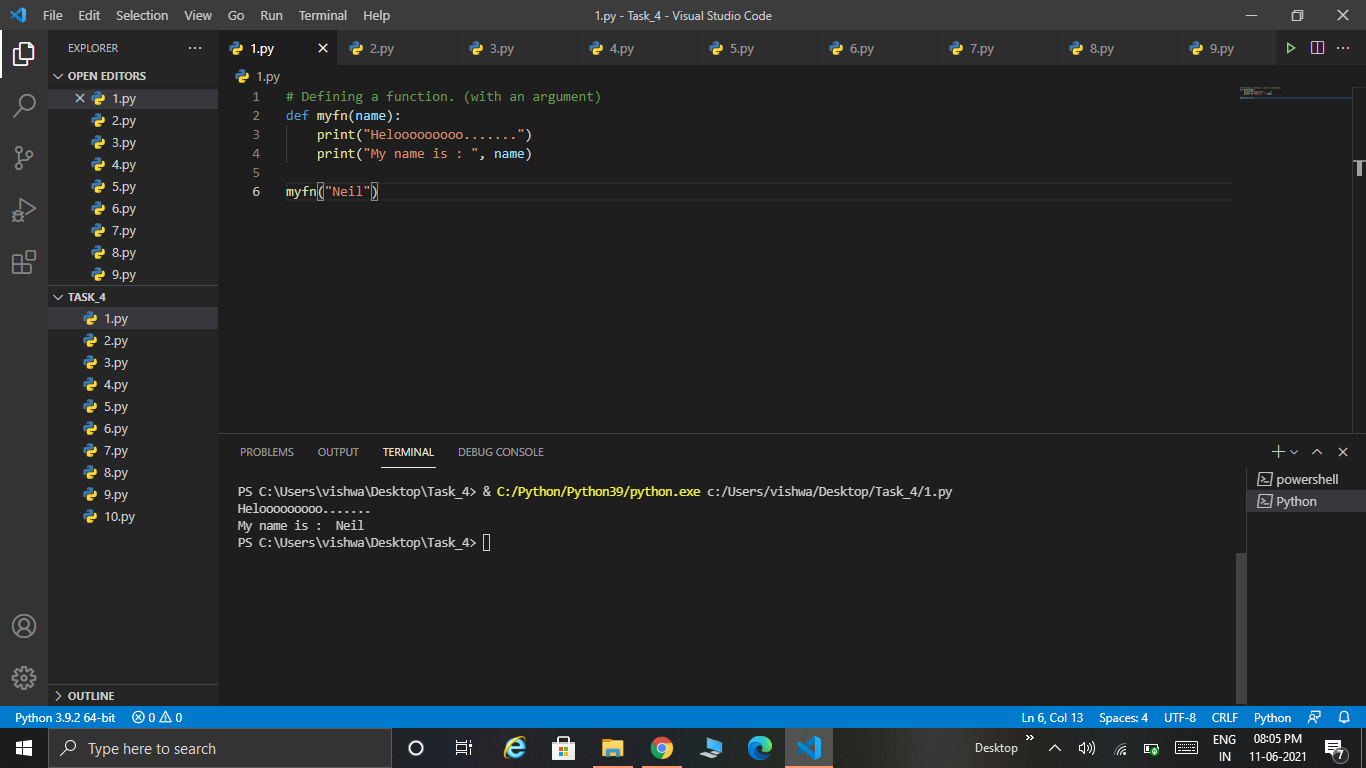 File Edit Selection View Go Run Terminal Help
1.py - Task_4 - Visual Studio Code
EXPLORER
OPEN EDITORS
1.py
2.py
3.py
4.py
5.py
6.py
7.py
8.py
9.py
TASK_4
1.py
2.py
3.py
4.py
5.py
6.py
7.py
8.py
9.py
10.py
OUTLINE
1.py 2.py 3.py 4.py 5.py 6.py 7.py 8.py 9.py
1.py
1 # Defining a function. (with an argument)
2 def myfn(name):
3     print("Helooooooooo.......")
4     print("My name is : ", name)
5
6 myfn("Neil")
PROBLEMS OUTPUT TERMINAL DEBUG CONSOLE
PS C:\Users\vishwa\Desktop\Task_4> & C:/Python/Python39/python.exe c:/Users/vishwa/Desktop/Task_4/1.py
Helooooooooo.......
My name is :  Neil
PS C:\Users\vishwa\Desktop\Task_4>
powershell
Python
Python 3.9.2 64-bit 0 0 Ln 6, Col 13 Spaces: 4 UTF-8 CRLF Python
Type here to search
Desktop
ENG
IN
08:05 PM
11-06-2021
7